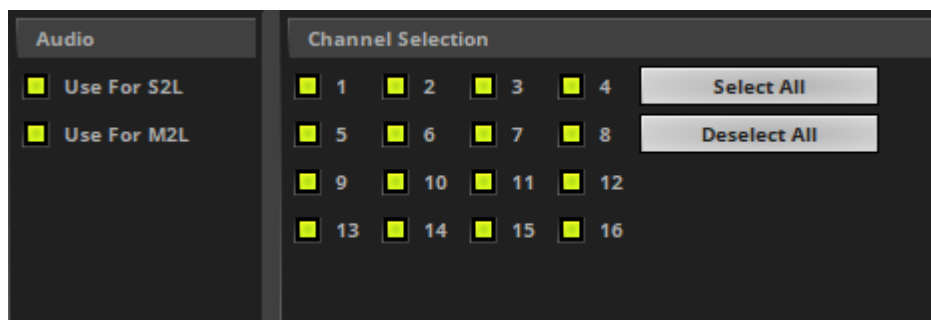 Audio
Channel Selection
Use For S2L
1 2 3 4 Select All
Use For M2L
5 6 7 8 Deselect All
9 10 11 12
13 14 15 16